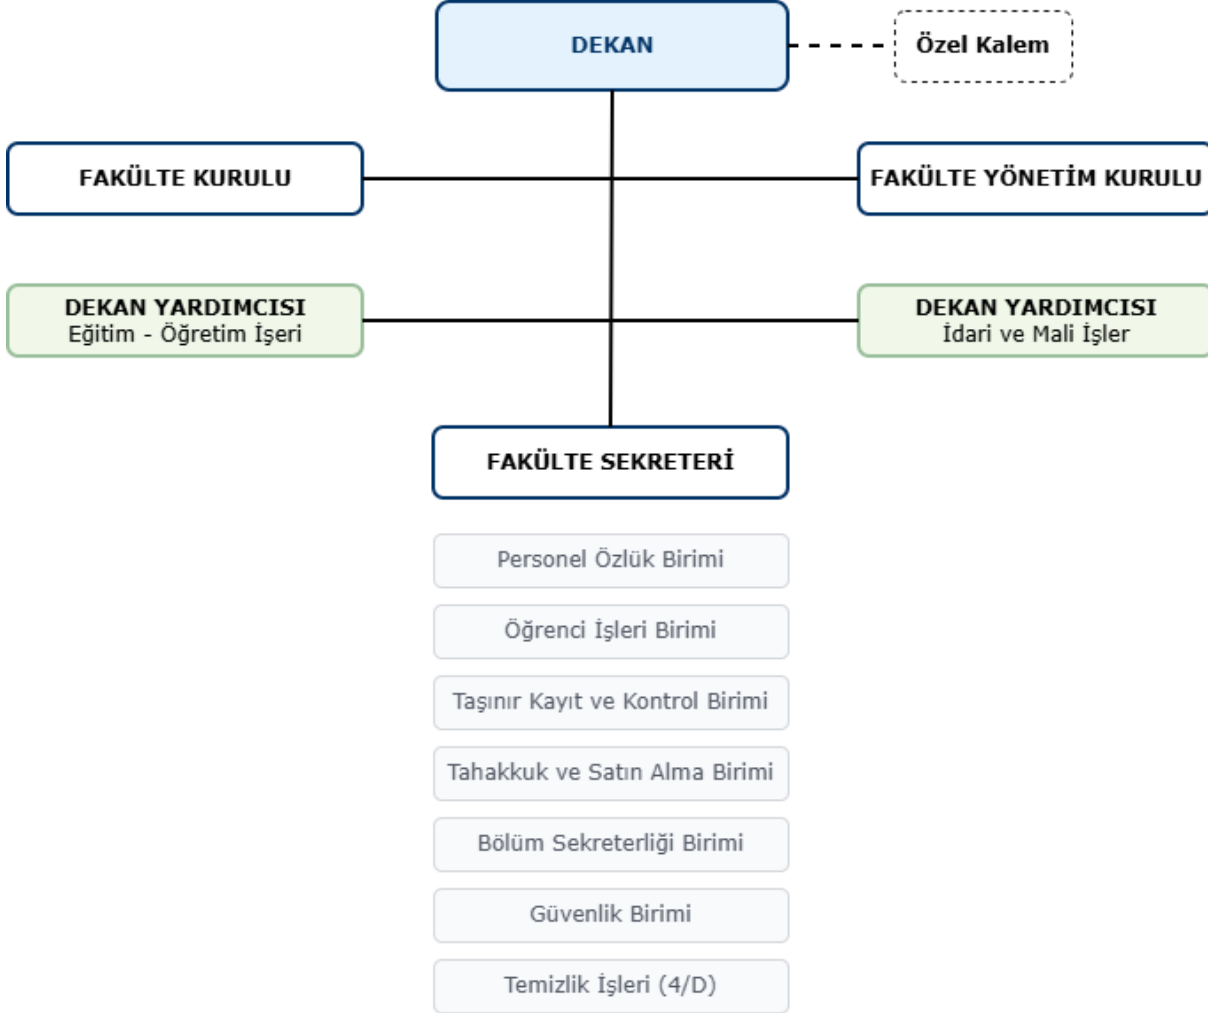 DEKAN
Özel Kalem
FAKÜLTE KURULU
FAKÜLTE YÖNETİM KURULU
DEKAN YARDIMCISI
Eğitim - Öğretim İşeri
DEKAN YARDIMCISI
İdari ve Mali İşler
FAKÜLTE SEKRETERİ
Personel Özlük Birimi
Öğrenci İşleri Birimi
Taşınır Kayıt ve Kontrol Birimi
Tahakkuk ve Satın Alma Birimi
Bölüm Sekreterliği Birimi
Güvenlik Birimi
Temizlik İşleri (4/D)